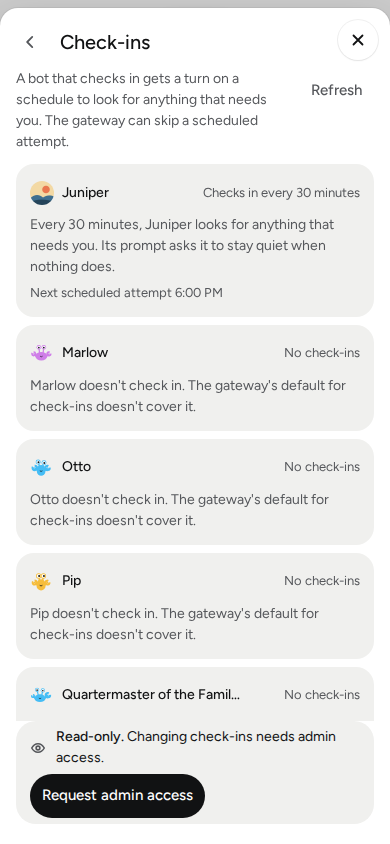 Check-ins
A bot that checks in gets a turn on a
schedule to look for anything that needs
you. The gateway can skip a scheduled
attempt.
Refresh
Juniper
Checks in every 30 minutes
Every 30 minutes, Juniper looks for anything that
needs you. Its prompt asks it to stay quiet when
nothing does.
Next scheduled attempt 6:00 PM
Marlow
No check-ins
Marlow doesn't check in. The gateway's default for
check-ins doesn't cover it.
Otto
No check-ins
Otto doesn't check in. The gateway's default for
check-ins doesn't cover it.
Pip
No check-ins
Pip doesn't check in. The gateway's default for
check-ins doesn't cover it.
Quartermaster of the Famil...
No check-ins
Read-only. Changing check-ins needs admin
access.
Request admin access